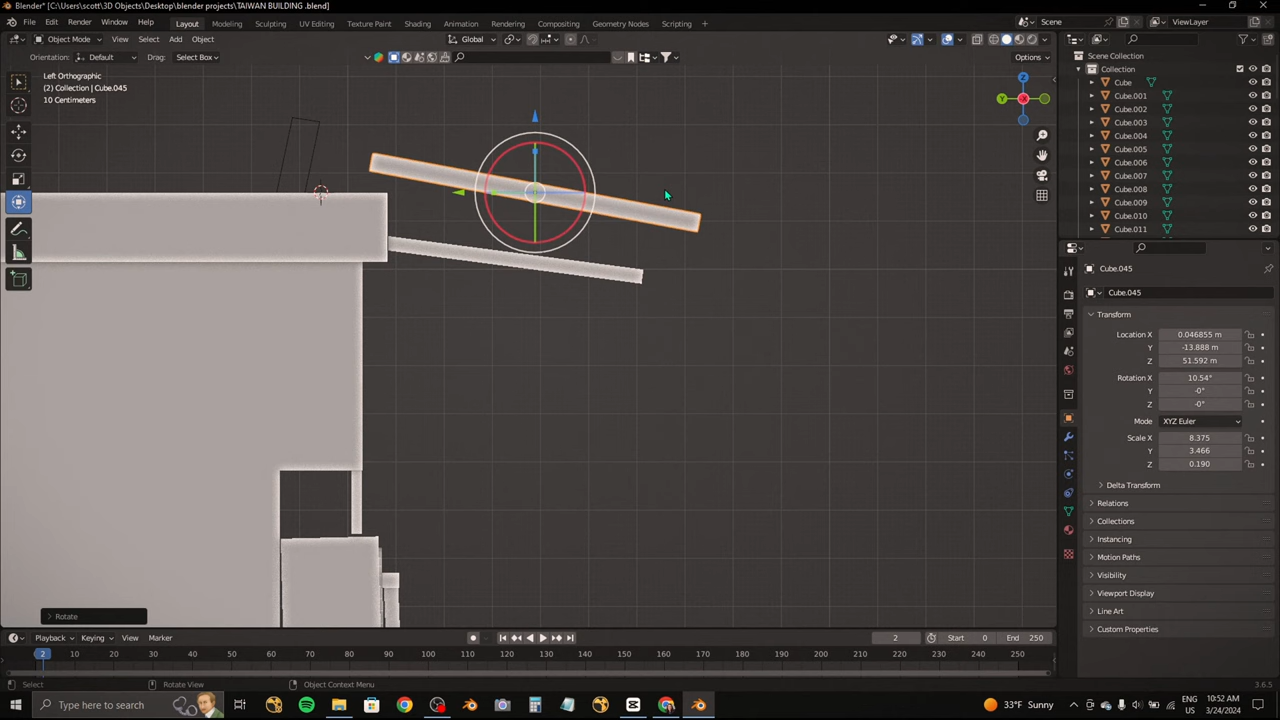 Blender* [C:\Users\scott\3D Objects\Desktop\blender projects\TAIWAN BUILDING .blend]
File Edit Render Window Help Layout Modeling Sculpting UV Editing Texture Paint Shading Animation Rendering Compositing Geometry Nodes Scripting + Scene ViewLayer
Object Mode View Select Add Object Global
Orientation: Default Drag: Select Box Options
Left Orthographic
(2) Collection | Cube.045
10 Centimeters
Z
Y
X
Scene Collection
Collection
Cube
Cube.001
Cube.002
Cube.003
Cube.004
Cube.005
Cube.006
Cube.007
Cube.008
Cube.009
Cube.010
Cube.011
Cube.045
Cube.045
Transform
Location X 0.046855 m
Y -13.888 m
Z 51.592 m
Rotation X 10.54°
Y -0°
Z -0°
Mode XYZ Euler
Scale X 8.375
Y 3.466
Z 0.190
Delta Transform
Relations
Collections
Instancing
Motion Paths
Visibility
Viewport Display
Line Art
Custom Properties
Rotate
Playback Keying View Marker 2 Start 0 End 250
2 10 20 30 40 50 60 70 80 90 100 110 120 130 140 150 160 170 180 190 200 210 220 230 240 250
Select Rotate View Object Context Menu 3.6.5
Type here to search 33°F Sunny ENG US 10:52 AM 3/24/2024